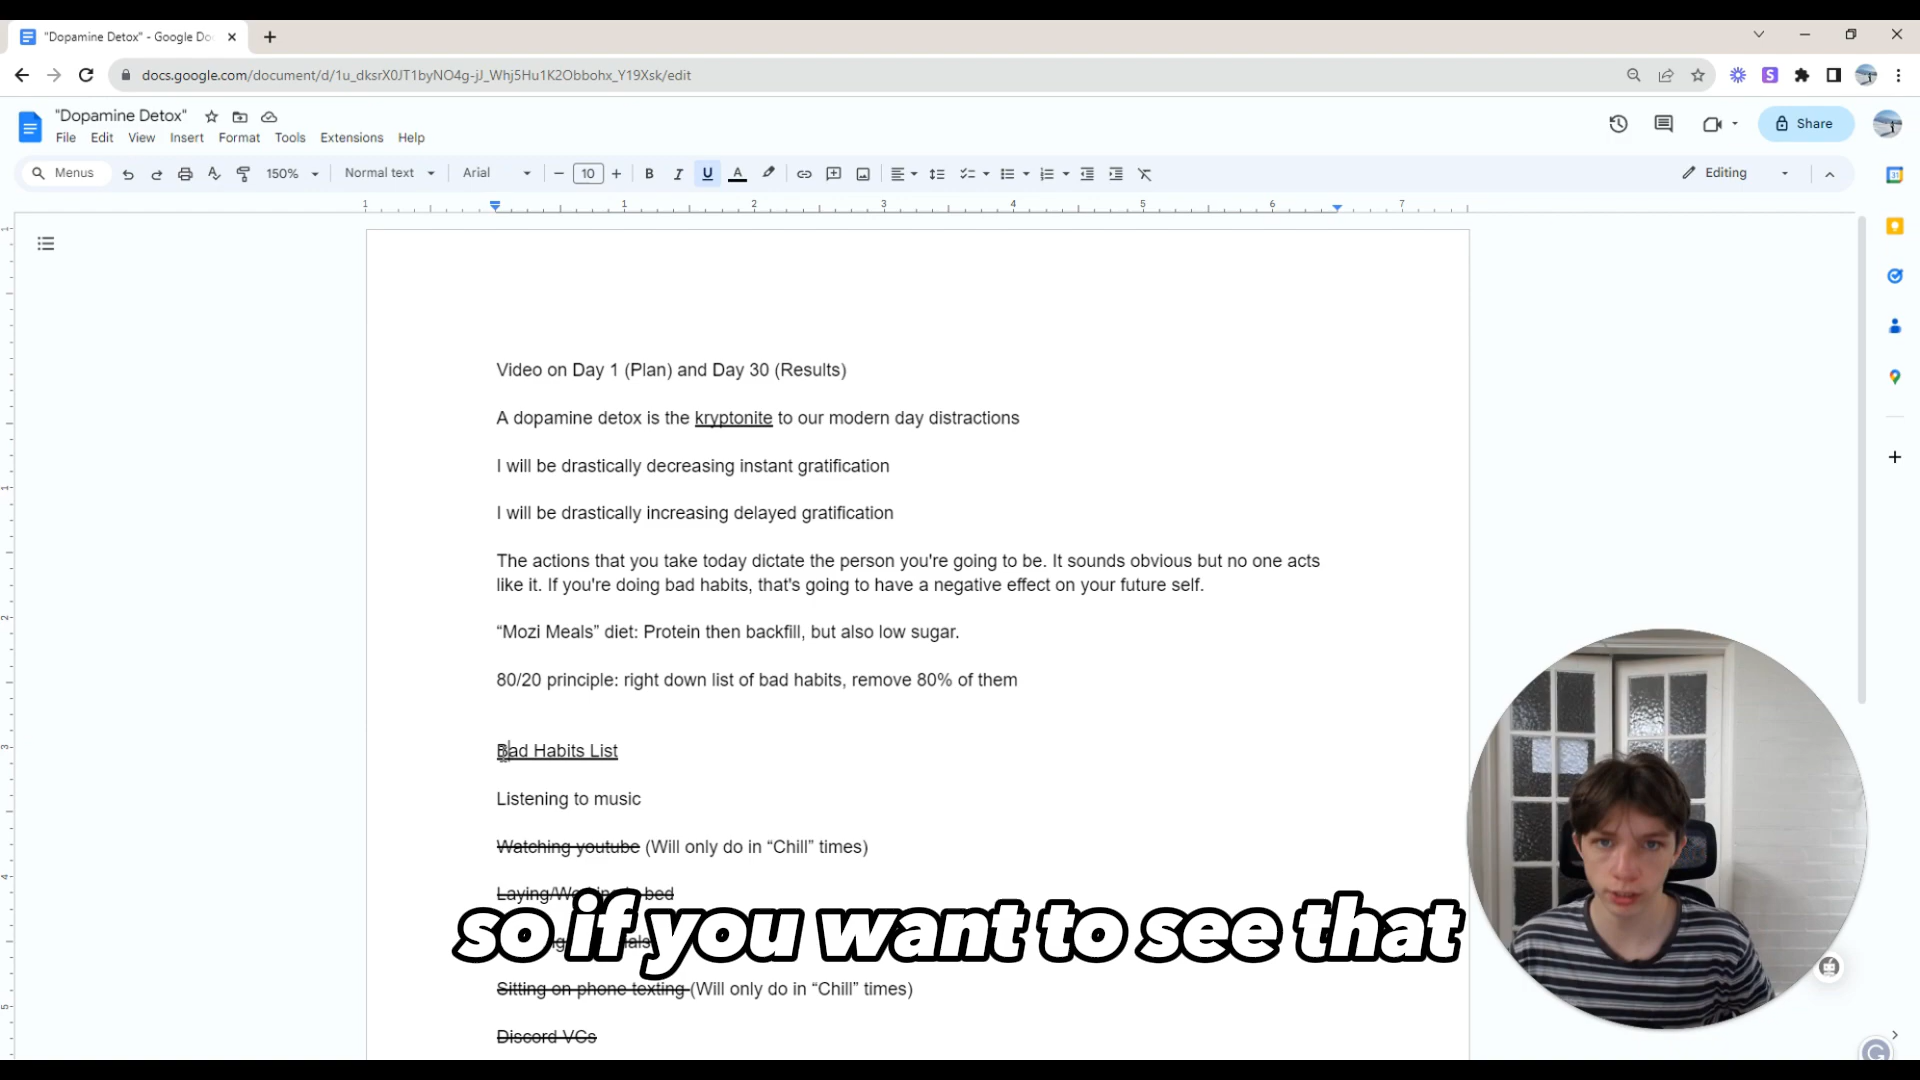 "Dopamine Detox" - Google Do
docs.google.com/document/d/1u_dksrX0JT1byNO4g-jJ_Whj5Hu1K2Obbohx_Y19Xsk/edit
"Dopamine Detox"
File Edit View Insert Format Tools Extensions Help
Share
Menus 150% Normal text Arial 10 B I U A Editing
1 1 2 3 4 5 6 7
Video on Day 1 (Plan) and Day 30 (Results)
A dopamine detox is the kryptonite to our modern day distractions
I will be drastically decreasing instant gratification
I will be drastically increasing delayed gratification
The actions that you take today dictate the person you're going to be. It sounds obvious but no one acts
like it. If you're doing bad habits, that's going to have a negative effect on your future self.
“Mozi Meals” diet: Protein then backfill, but also low sugar.
80/20 principle: right down list of bad habits, remove 80% of them
Bad Habits List
Listening to music
Watching youtube (Will only do in “Chill” times)
bed
so if you want to see that
Sitting on phone texting (Will only do in “Chill” times)
Discord VCs